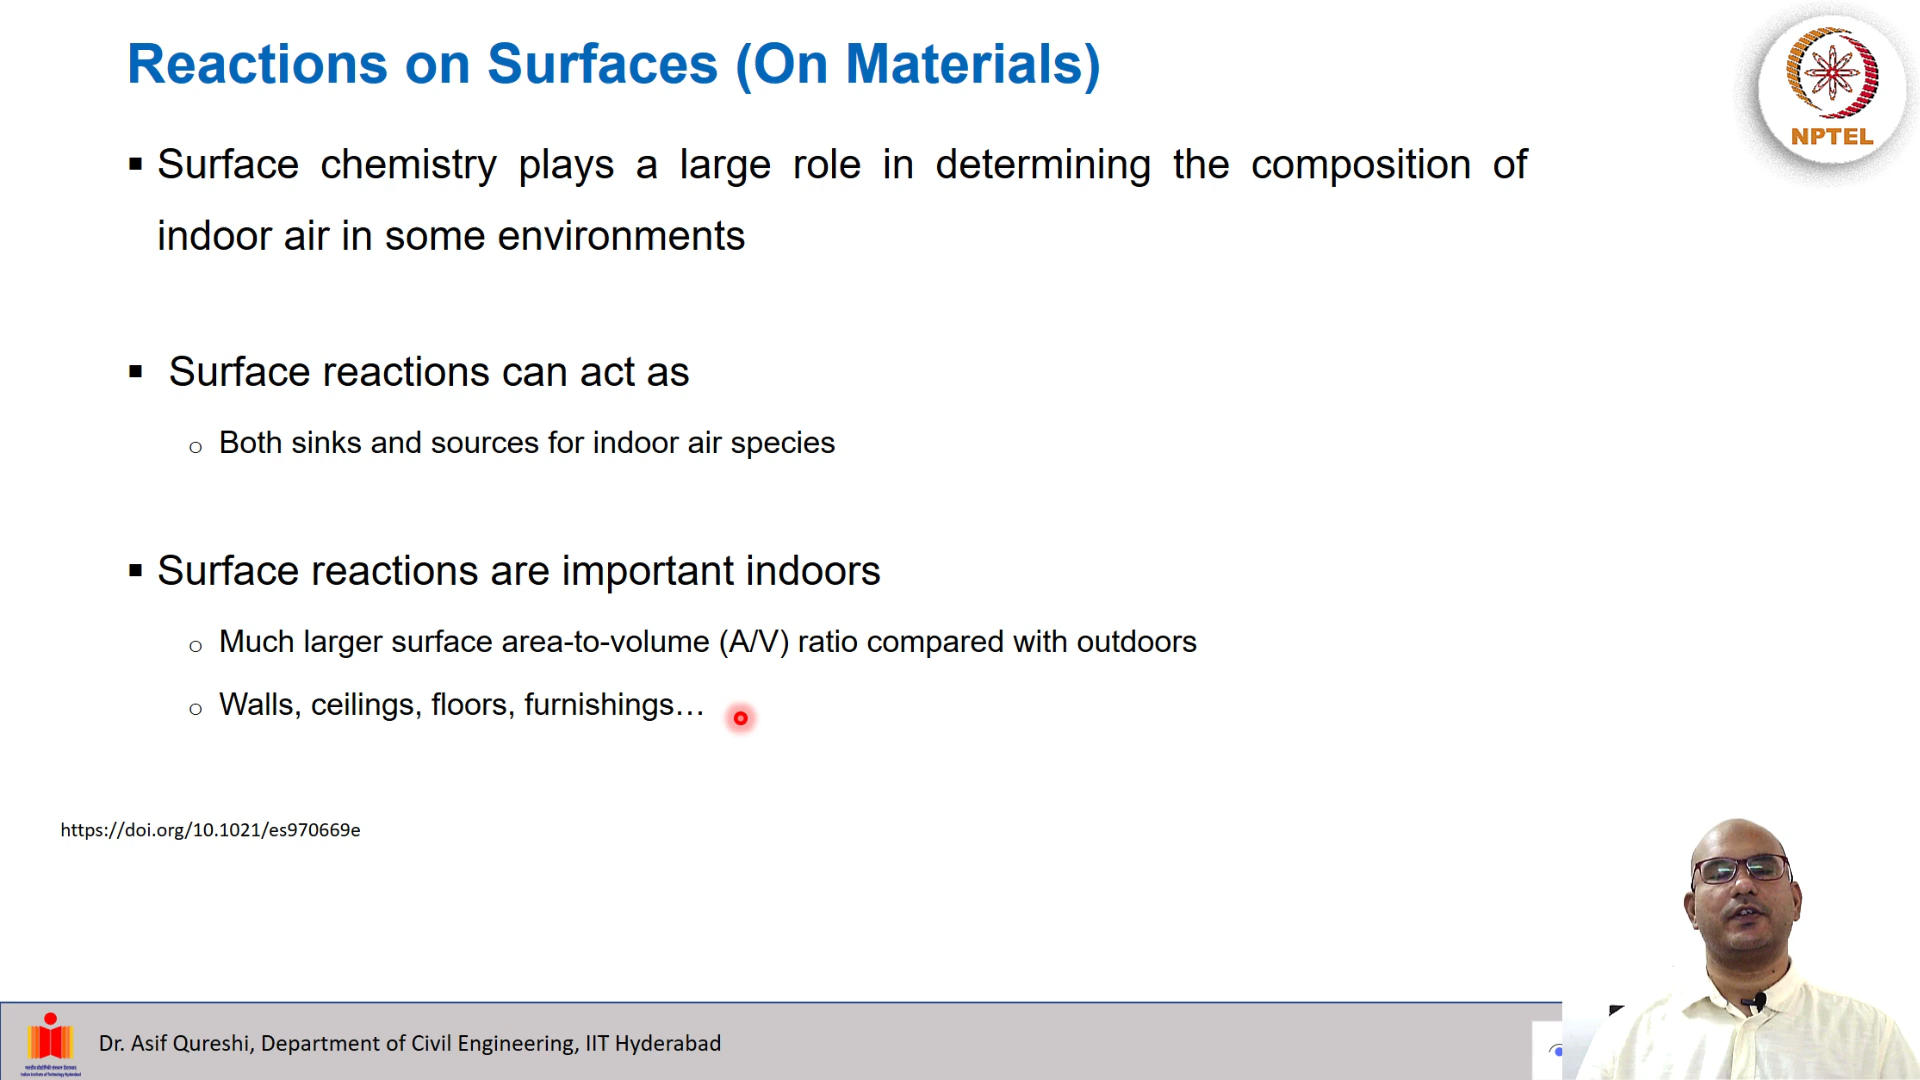 Reactions on Surfaces (On Materials)
NPTEL
▪ Surface chemistry plays a large role in determining the composition of
indoor air in some environments
▪ Surface reactions can act as
○ Both sinks and sources for indoor air species
▪ Surface reactions are important indoors
○ Much larger surface area-to-volume (A/V) ratio compared with outdoors
○ Walls, ceilings, floors, furnishings…
https://doi.org/10.1021/es970669e
Dr. Asif Qureshi, Department of Civil Engineering, IIT Hyderabad